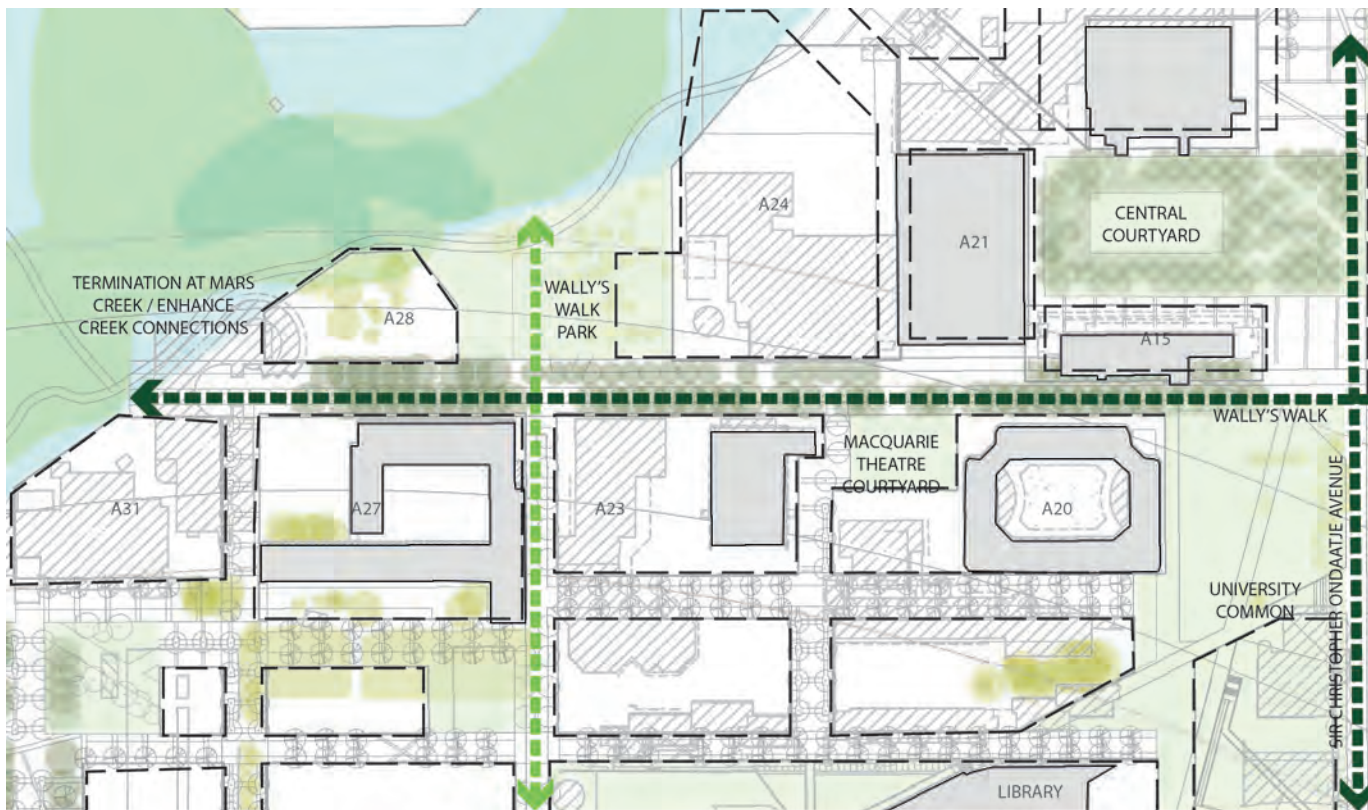 A24
A21
CENTRAL
COURTYARD
TERMINATION AT MARS
CREEK / ENHANCE
CREEK CONNECTIONS
A28
WALLY'S
WALK
PARK
A15
WALLY'S WALK
MACQUARIE
THEATRE
COURTYARD
A31
A27
A23
A20
UNIVERSITY
COMMON
SIR CHRISTOPHER ONDAATJE AVENUE
LIBRARY